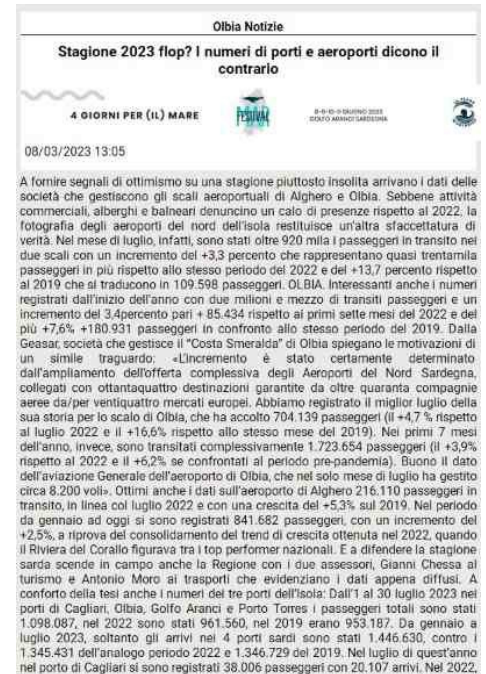 Olbia Notizie
Stagione 2023 flop? I numeri di porti e aeroporti dicono il
contrario
4 GIORNI PER (IL) MARE
MAR
FESTIVAL
8-9-10-11 GIUGNO 2023
GOLFO ARANCI SARDEGNA
08/03/2023 13:05
A fornire segnali di ottimismo su una stagione piuttosto insolita arrivano i dati delle
società che gestiscono gli scali aeroportuali di Alghero e Olbia. Sebbene attività
commerciali, alberghi e balneari denuncino un calo di presenze rispetto al 2022, la
fotografia degli aeroporti del nord dell'isola restituisce un'altra sfaccettatura di
verità. Nel mese di luglio, infatti, sono stati oltre 920 mila i passeggeri in transito nei
due scali con un incremento del +3,3 percento che rappresentano quasi trentamila
passeggeri in più rispetto allo stesso periodo del 2022 e del +13,7 percento rispetto
al 2019 che si traducono in 109.598 passeggeri. OLBIA. Interessanti anche i numeri
registrati dall'inizio dell'anno con due milioni e mezzo di transiti passeggeri e un
incremento del 3,4percento pari + 85.434 rispetto ai primi sette mesi del 2022 e del
più +7,6% +180.931 passeggeri in confronto allo stesso periodo del 2019. Dalla
Geasar, società che gestisce il "Costa Smeralda" di Olbia spiegano le motivazioni di
un simile traguardo: «L'incremento è stato certamente determinato
dall'ampliamento dell'offerta complessiva degli Aeroporti del Nord Sardegna,
collegati con ottantaquattro destinazioni garantite da oltre quaranta compagnie
aeree da/per ventiquattro mercati europei. Abbiamo registrato il miglior luglio della
sua storia per lo scalo di Olbia, che ha accolto 704.139 passeggeri (il +4,7 % rispetto
al luglio 2022 e il +16,6% rispetto allo stesso mese del 2019). Nei primi 7 mesi
dell'anno, invece, sono transitati complessivamente 1.723.654 passeggeri (il +3,9%
rispetto al 2022 e il +6,2% se confrontati al periodo pre-pandemia). Buono il dato
dell'aviazione Generale dell'aeroporto di Olbia, che nel solo mese di luglio ha gestito
circa 8.200 voli». Ottimi anche i dati sull'aeroporto di Alghero 216.110 passeggeri in
transito, in linea col luglio 2022 e con una crescita del +5,3% sul 2019. Nel periodo
da gennaio ad oggi si sono registrati 841.682 passeggeri, con un incremento del
+2,5%, a riprova del consolidamento del trend di crescita ottenuta nel 2022, quando
il Riviera del Corallo figurava tra i top performer nazionali. E a difendere la stagione
sarda scende in campo anche la Regione con i due assessori, Gianni Chessa al
turismo e Antonio Moro ai trasporti che evidenziano i dati appena diffusi. A
conforto della tesi anche i numeri dei tre porti dell'Isola: Dall'1 al 30 luglio 2023 nei
porti di Cagliari, Olbia, Golfo Aranci e Porto Torres i passeggeri totali sono stati
1.098.087, nel 2022 sono stati 961.560, nel 2019 erano 953.187. Da gennaio a
luglio 2023, soltanto gli arrivi nei 4 porti sardi sono stati 1.446.630, contro i
1.345.431 dell'analogo periodo 2022 e 1.346.729 del 2019. Nel luglio di quest'anno
nel porto di Cagliari si sono registrati 38.006 passeggeri con 20.107 arrivi. Nel 2022,